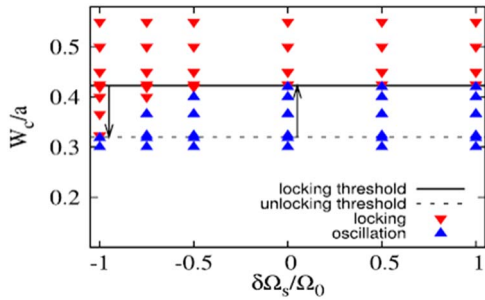 0.5
0.4
0.3
0.2
W_c/a
locking threshold
unlocking threshold
locking
oscillation
-1 -0.5 0 0.5 1
δΩ_s/Ω_0